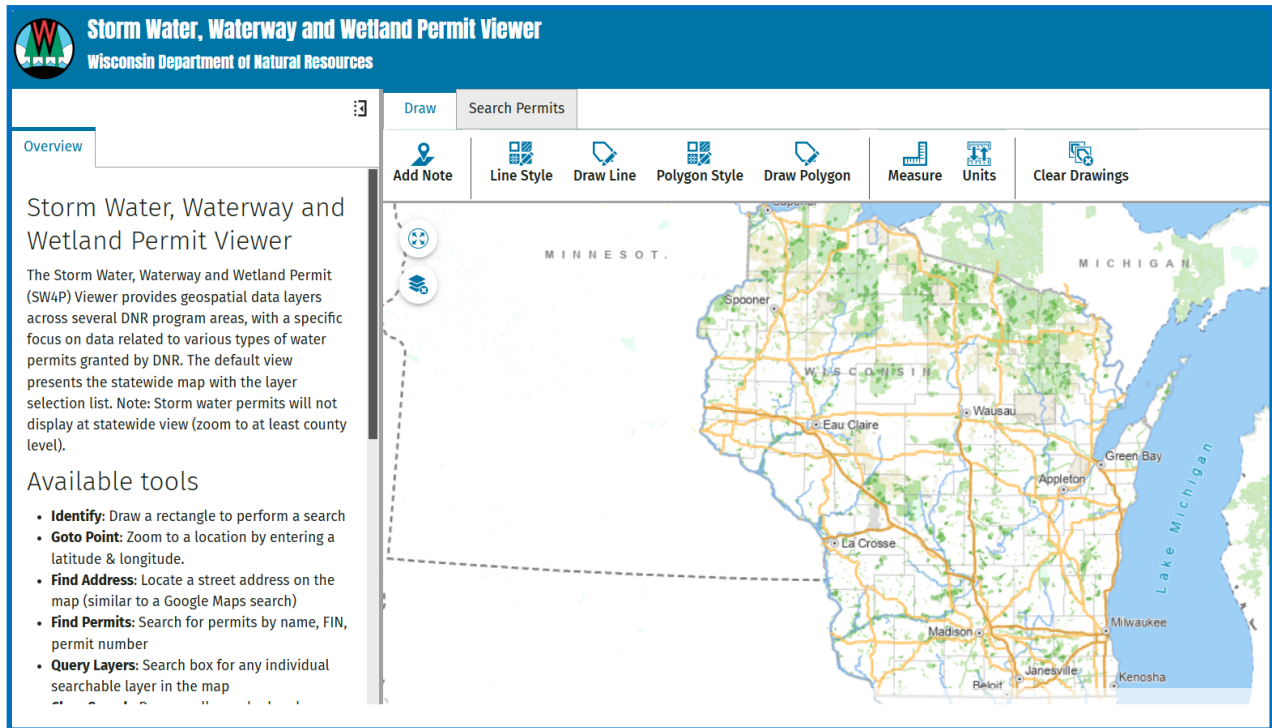 Storm Water, Waterway and Wetland Permit Viewer
Wisconsin Department of Natural Resources
Draw
Search Permits
Overview
Add Note
Line Style
Draw Line
Polygon Style
Draw Polygon
Measure
Units
Clear Drawings
Storm Water, Waterway and
Wetland Permit Viewer
The Storm Water, Waterway and Wetland Permit
(SW4P) Viewer provides geospatial data layers
across several DNR program areas, with a specific
focus on data related to various types of water
permits granted by DNR. The default view
presents the statewide map with the layer
selection list. Note: Storm water permits will not
display at statewide view (zoom to at least county
level).
Available tools
• Identify: Draw a rectangle to perform a search
• Goto Point: Zoom to a location by entering a
latitude & longitude.
• Find Address: Locate a street address on the
map (similar to a Google Maps search)
• Find Permits: Search for permits by name, FIN,
permit number
• Query Layers: Search box for any individual
searchable layer in the map
Superior
MINNESOT.
MICHIGAN
Spooner
WISCONSIN
Wausau
Eau Claire
Green Bay
Appleton
Lake Michigan
La Crosse
Milwaukee
Madison
Janesville
Beloit
Kenosha